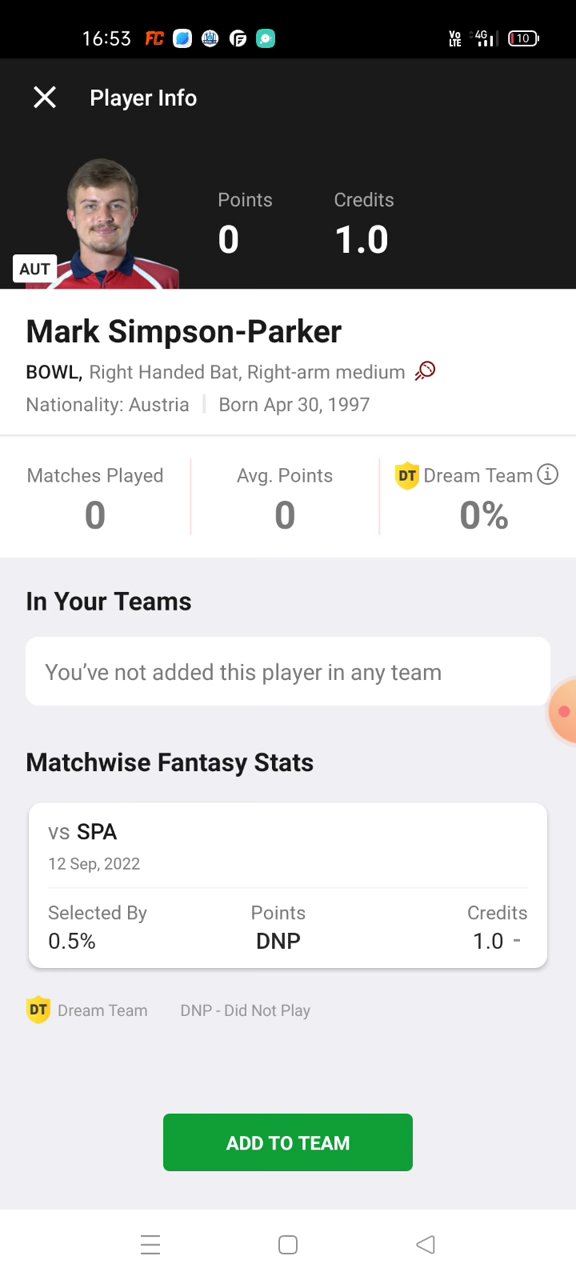 16:53 FC Vo LTE 4G 10
Player Info
Points Credits
0 1.0
AUT
Mark Simpson-Parker
BOWL, Right Handed Bat, Right-arm medium
Nationality: Austria Born Apr 30, 1997
Matches Played Avg. Points DT Dream Team i
0 0 0%
In Your Teams
You’ve not added this player in any team
Matchwise Fantasy Stats
vs SPA
12 Sep, 2022
Selected By Points Credits
0.5% DNP 1.0 -
DT Dream Team DNP - Did Not Play
ADD TO TEAM